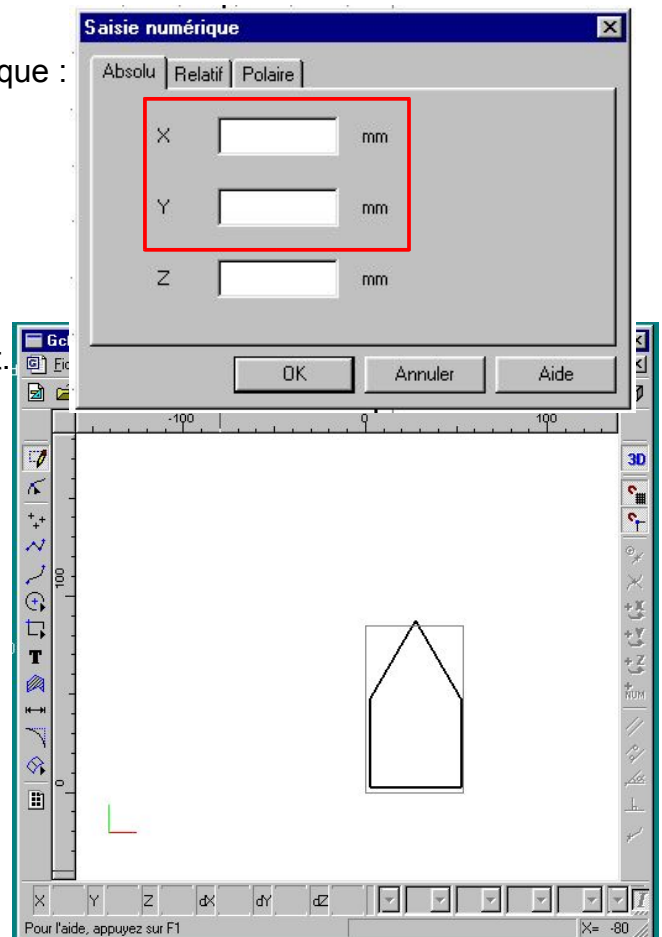 Saisie numérique
que :
Absolu Relatif Polaire
X mm
Y mm
Z mm
t.
OK Annuler Aide
-100 0 100
3D
100
T
NUM
0
X Y Z dX dY dZ
Pour l'aide, appuyez sur F1 X= -80